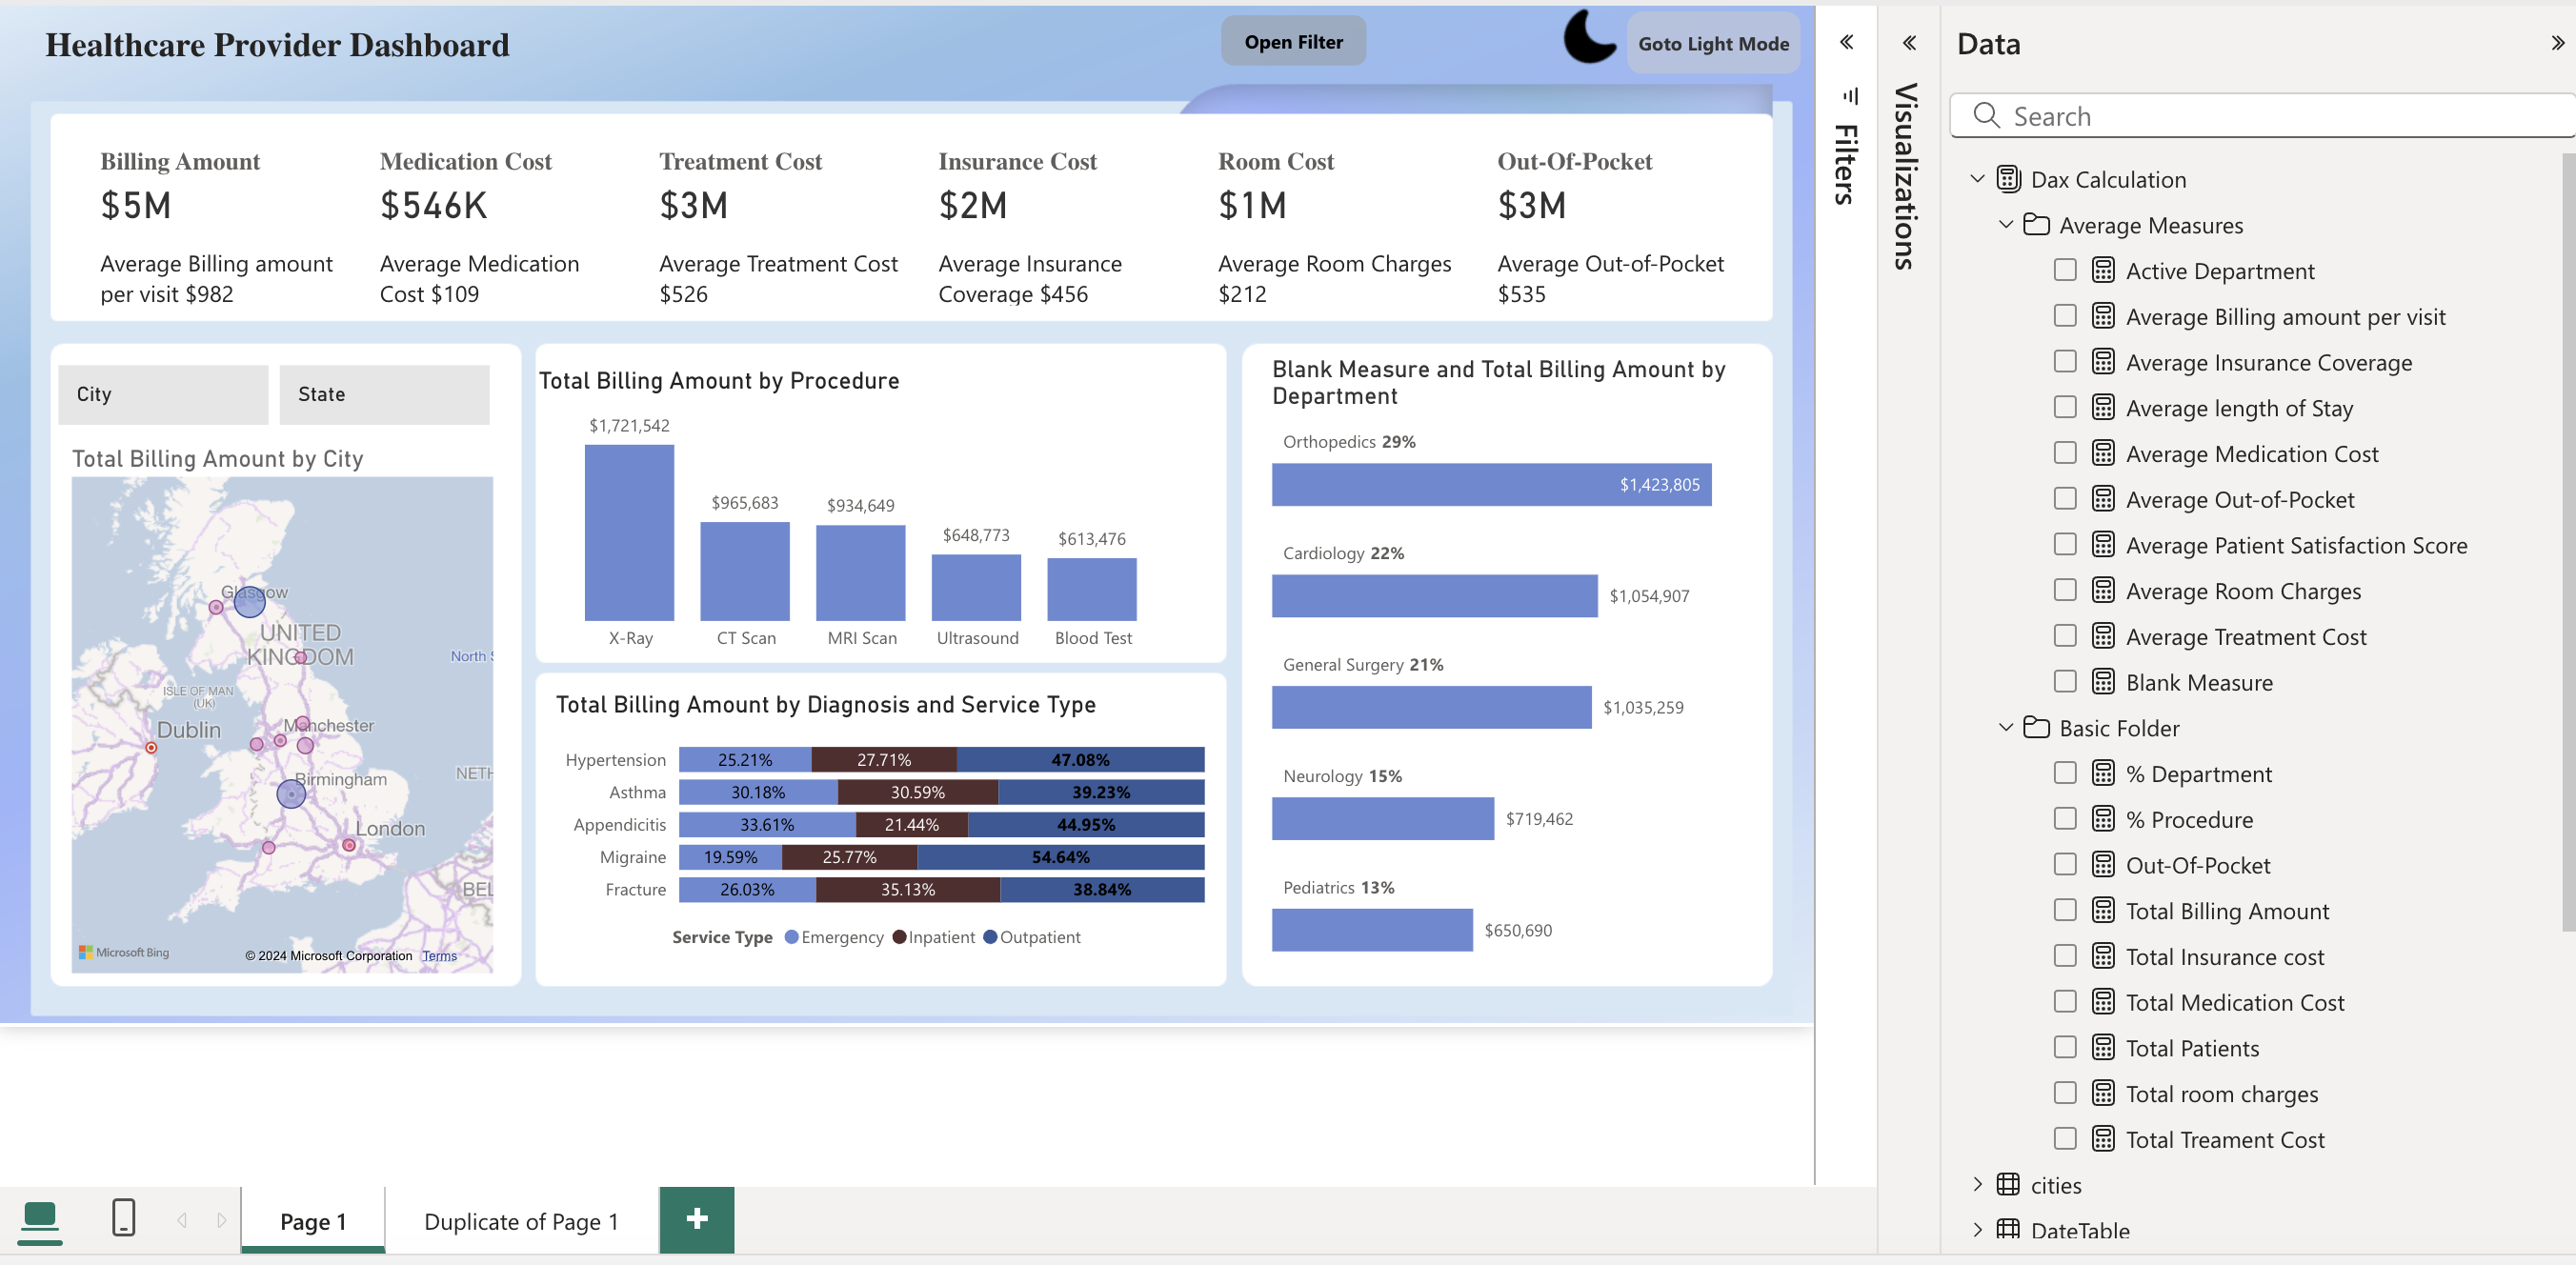 Healthcare Provider Dashboard
Open Filter
Goto Light Mode
Billing Amount
$5M
Average Billing amount
per visit $982
Medication Cost
$546K
Average Medication
Cost $109
Treatment Cost
$3M
Average Treatment Cost
$526
Insurance Cost
$2M
Average Insurance
Coverage $456
Room Cost
$1M
Average Room Charges
$212
Out-Of-Pocket
$3M
Average Out-of-Pocket
$535
City
State
Total Billing Amount by City
Glasgow
UNITED
KINGDOM
North S
ISLE OF MAN
(UK)
Dublin
Manchester
NETH
Birmingham
London
BEL
Microsoft Bing
© 2024 Microsoft Corporation Terms
Total Billing Amount by Procedure
$1,721,542
$965,683
$934,649
$648,773
$613,476
X-Ray
CT Scan
MRI Scan
Ultrasound
Blood Test
Total Billing Amount by Diagnosis and Service Type
Hypertension 25.21% 27.71% 47.08%
Asthma 30.18% 30.59% 39.23%
Appendicitis 33.61% 21.44% 44.95%
Migraine 19.59% 25.77% 54.64%
Fracture 26.03% 35.13% 38.84%
Service Type Emergency Inpatient Outpatient
Blank Measure and Total Billing Amount by
Department
Orthopedics 29%
$1,423,805
Cardiology 22%
$1,054,907
General Surgery 21%
$1,035,259
Neurology 15%
$719,462
Pediatrics 13%
$650,690
Filters
Visualizations
Data
Search
Dax Calculation
Average Measures
Active Department
Average Billing amount per visit
Average Insurance Coverage
Average length of Stay
Average Medication Cost
Average Out-of-Pocket
Average Patient Satisfaction Score
Average Room Charges
Average Treatment Cost
Blank Measure
Basic Folder
% Department
% Procedure
Out-Of-Pocket
Total Billing Amount
Total Insurance cost
Total Medication Cost
Total Patients
Total room charges
Total Treament Cost
cities
DateTable
Page 1
Duplicate of Page 1